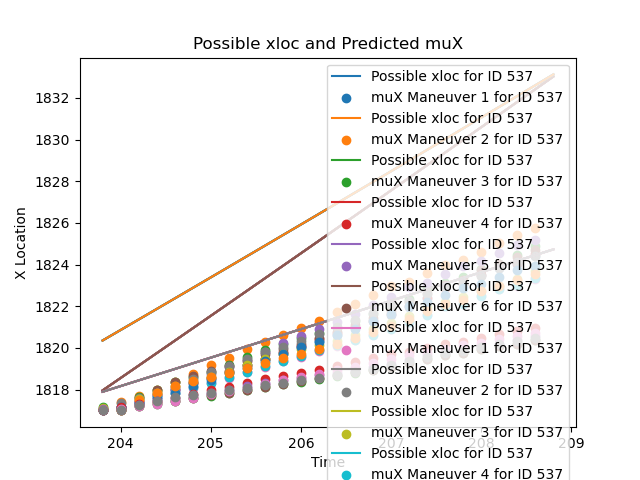 Possible xloc and Predicted muX
1832
1830
1828
1826
1824
1822
1820
1818
X Location
204
205
206
207
208
209
Time
Possible xloc for ID 537
muX Maneuver 1 for ID 537
Possible xloc for ID 537
muX Maneuver 2 for ID 537
Possible xloc for ID 537
muX Maneuver 3 for ID 537
Possible xloc for ID 537
muX Maneuver 4 for ID 537
Possible xloc for ID 537
muX Maneuver 5 for ID 537
Possible xloc for ID 537
muX Maneuver 6 for ID 537
Possible xloc for ID 537
muX Maneuver 1 for ID 537
Possible xloc for ID 537
muX Maneuver 2 for ID 537
Possible xloc for ID 537
muX Maneuver 3 for ID 537
Possible xloc for ID 537
muX Maneuver 4 for ID 537